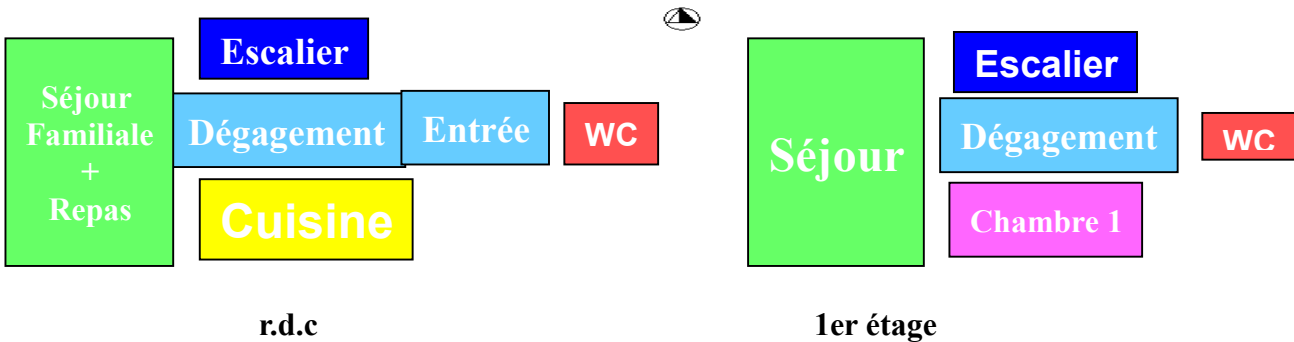 Escalier
Séjour
Familiale
+
Repas
Dégagement
Entrée
WC
Cuisine
r.d.c
Escalier
Séjour
Dégagement
WC
Chambre 1
1er étage